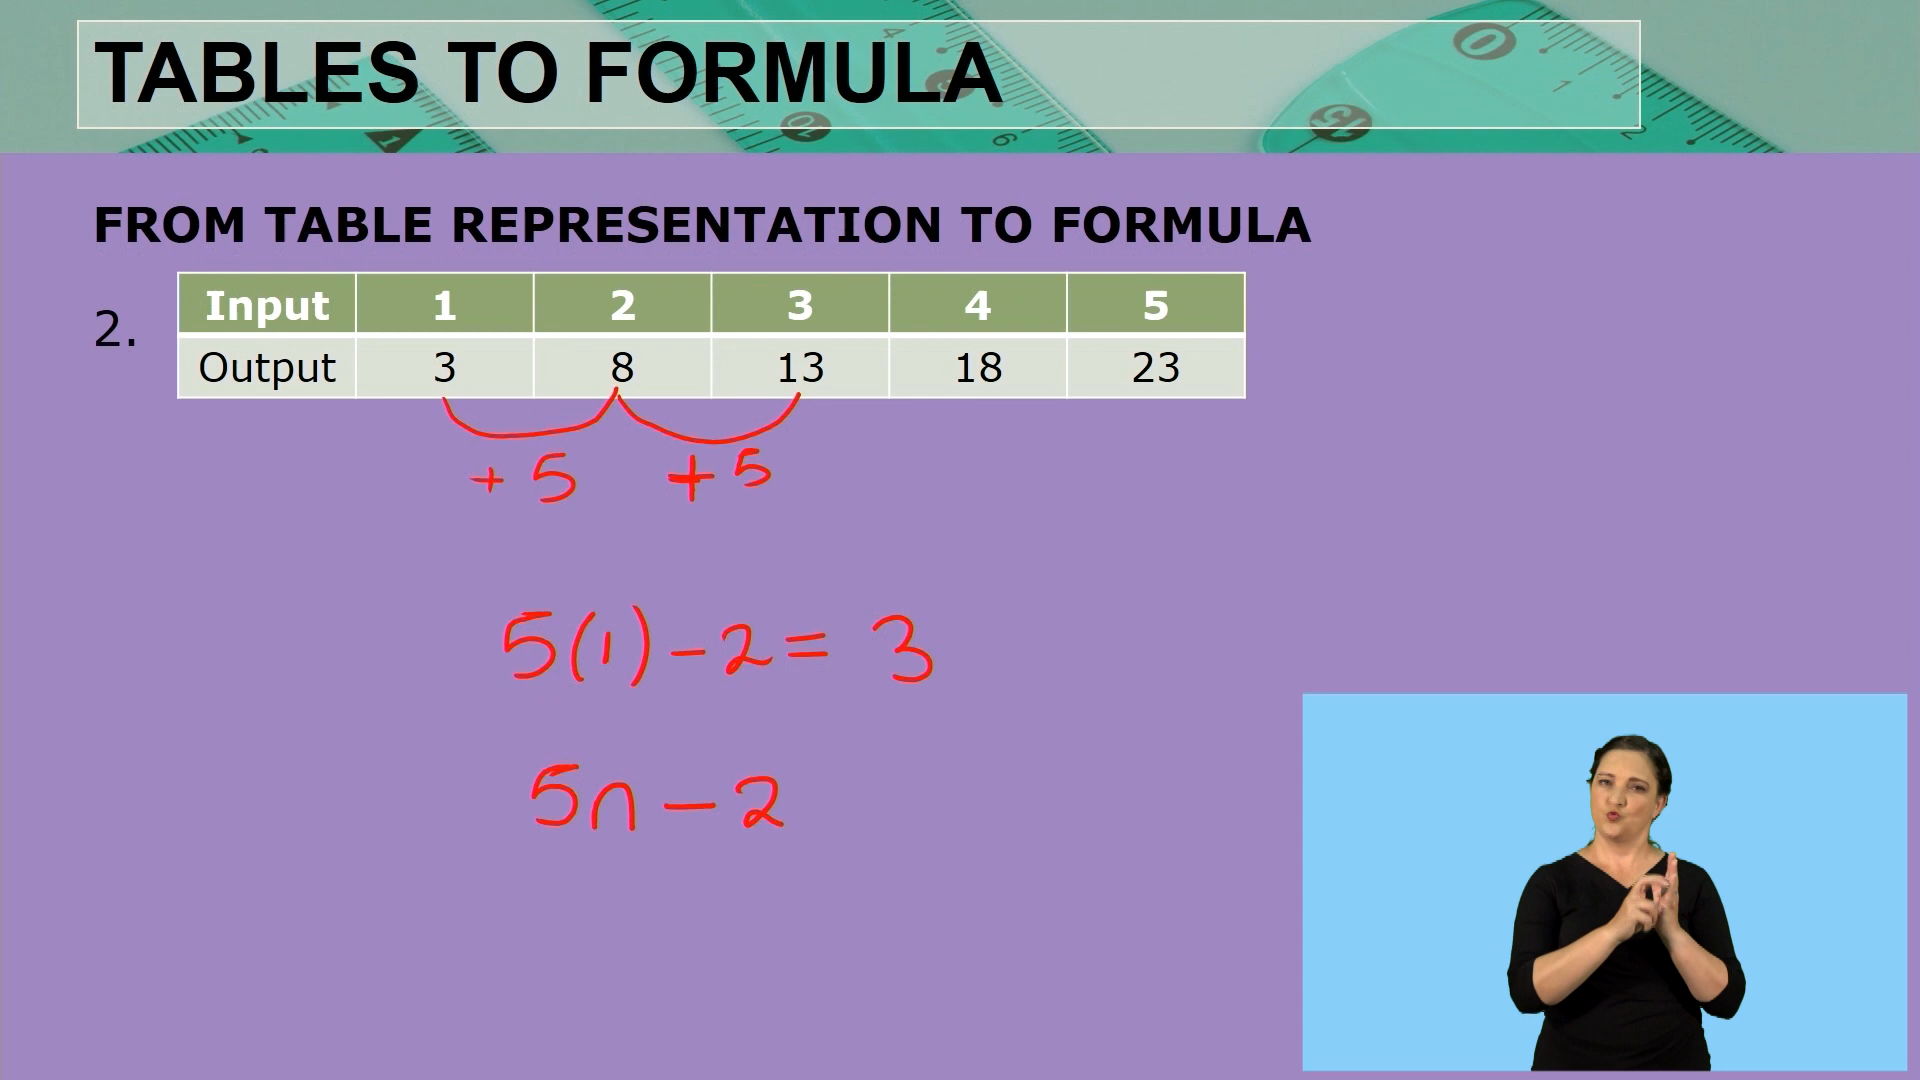 TABLES TO FORMULA
FROM TABLE REPRESENTATION TO FORMULA
2.
Input 1 2 3 4 5
Output 3 8 13 18 23
+ 5 + 5
5(1) - 2 = 3
5n - 2